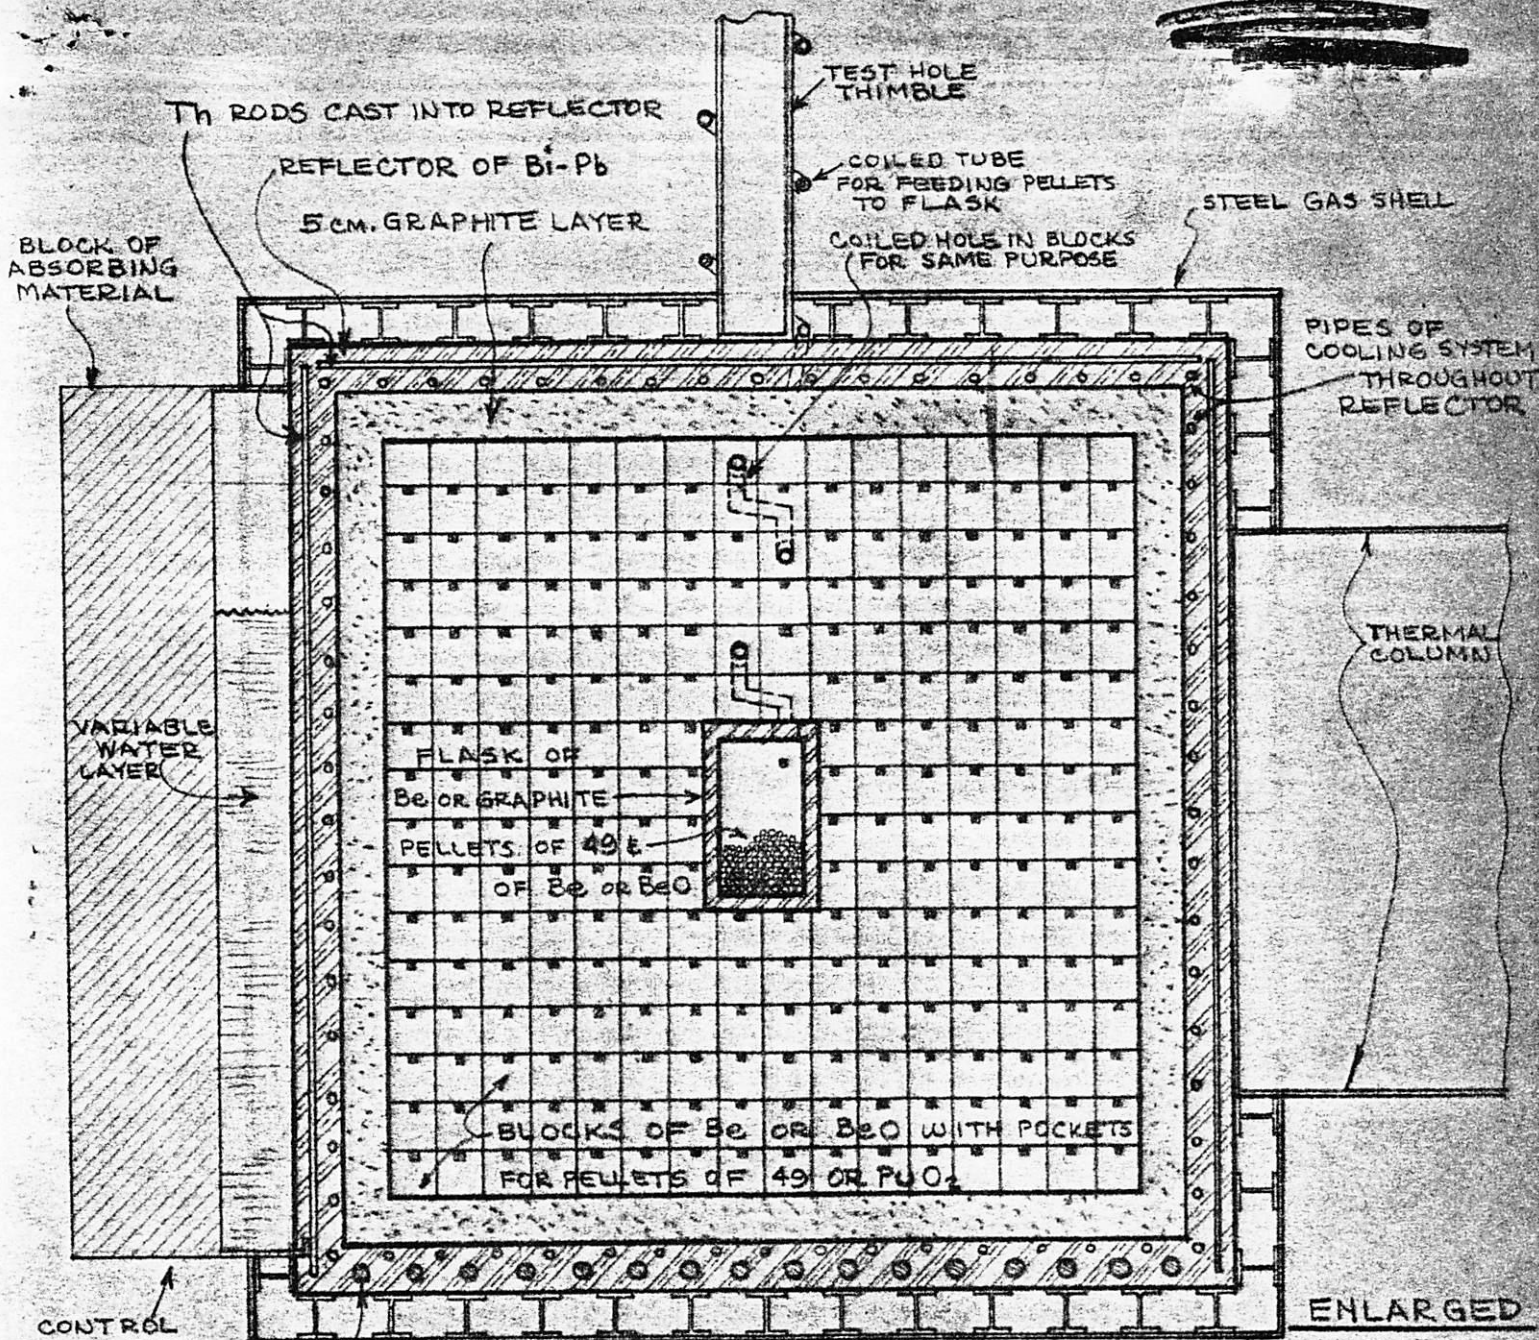 TEST HOLE
THIMBLE
Th RODS CAST INTO REFLECTOR
REFLECTOR OF Bi-Pb
COILED TUBE
FOR FEEDING PELLETS
TO FLASK
5 CM. GRAPHITE LAYER
STEEL GAS SHELL
BLOCK OF
ABSORBING
MATERIAL
COILED HOLE IN BLOCKS
FOR SAME PURPOSE
PIPES OF
COOLING SYSTEM
THROUGHOUT
REFLECTOR
THERMAL
COLUMN
VARIABLE
WATER
LAYER
FLASK OF
Be OR GRAPHITE
PELLETS OF 49 &
OF Be OR BeO
BLOCKS OF Be OR BeO WITH POCKETS
FOR PELLETS OF 49 OR PuO2
CONTROL
ENLARGED